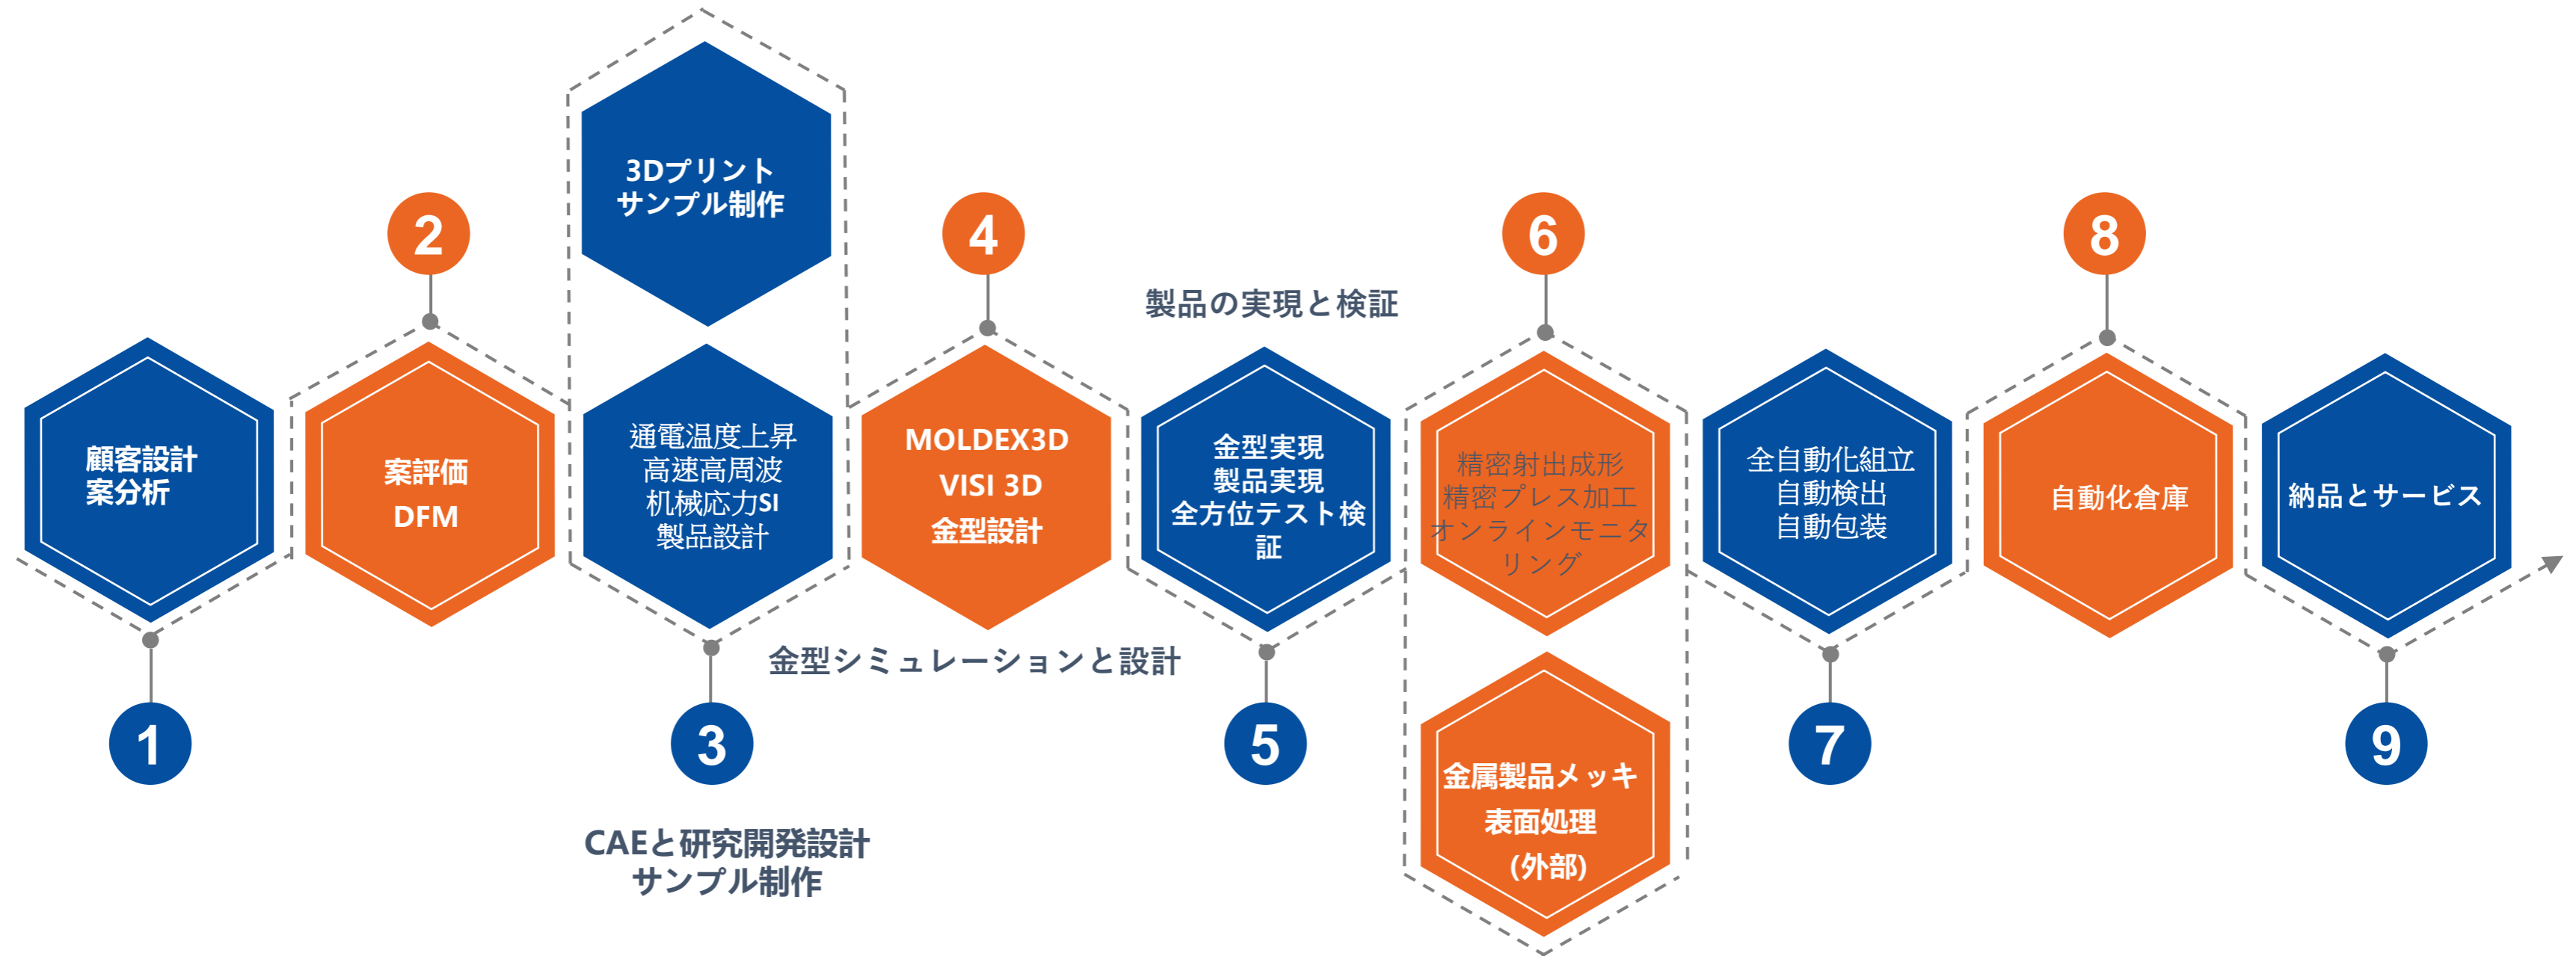 1
顧客設計
案分析
2
案評価
DFM
3Dプリント
サンプル制作
通電温度上昇
高速高周波
机械応力SI
製品設計
3
CAEと研究開発設計
サンプル制作
4
MOLDEX3D
VISI 3D
金型設計
金型シミュレーションと設計
製品の実現と検証
金型実現
製品実現
全方位テスト検
証
5
6
精密射出成形
精密プレス加工
オンラインモニタ
リング
金属製品メッキ
表面処理
(外部)
全自動化組立
自動検出
自動包装
7
8
自動化倉庫
納品とサービス
9